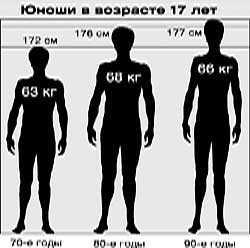 Юноши в возрасте 17 лет
172 см
176 см
177 см
63 кг
68 кг
66 кг
70-е годы
80-е годы
90-е годы